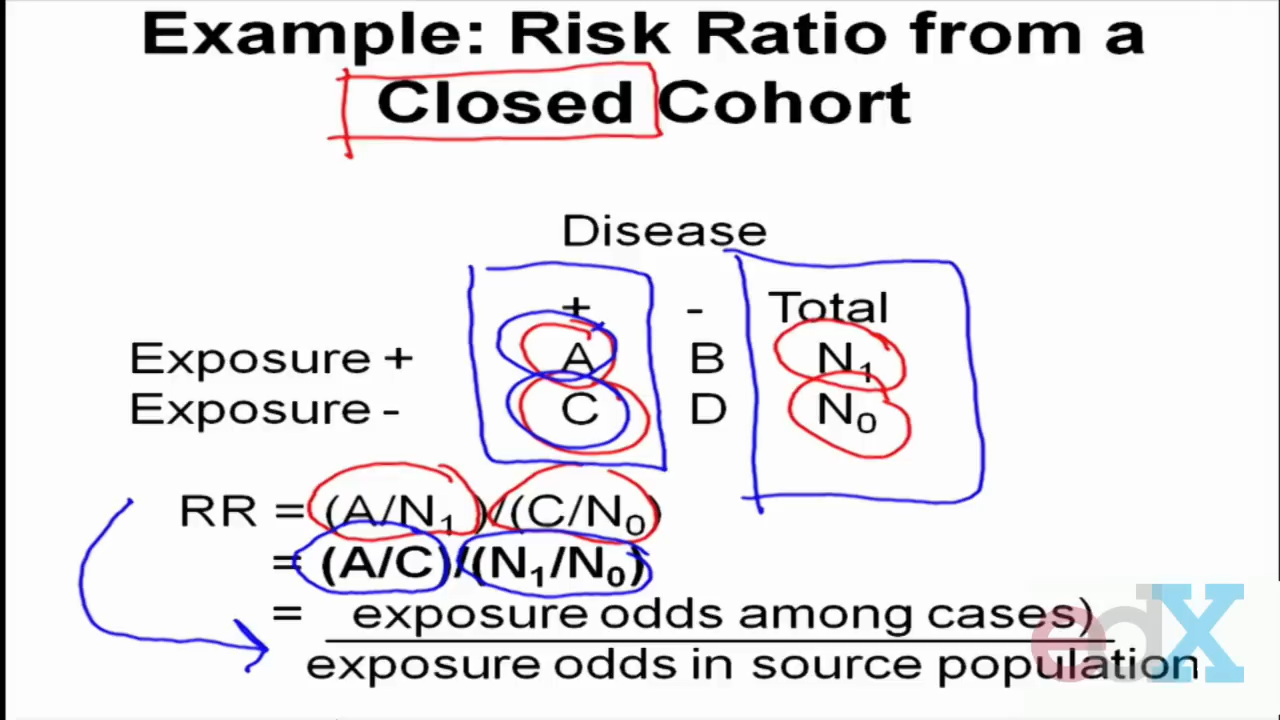 Example: Risk Ratio from a
Closed Cohort
Disease
+ - Total
Exposure + A B N₁
Exposure - C D N₀
RR = (A/N₁ )/(C/N₀)
= (A/C)/(N₁/N₀)
= exposure odds among cases)
exposure odds in source population
edX